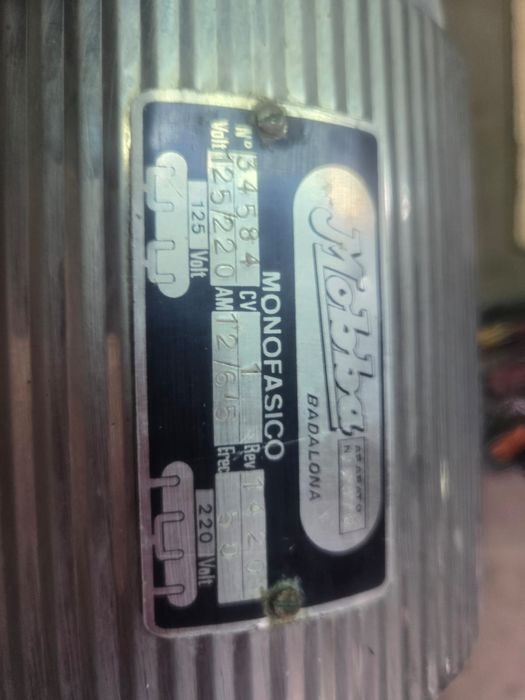 Mobba
BADALONA
APARATO
MONOFASICO
Nº 34584 CV 1 Rev 1420
Volt 125/220 AM 12/6'5 Frec 50
125 Volt
220 Volt